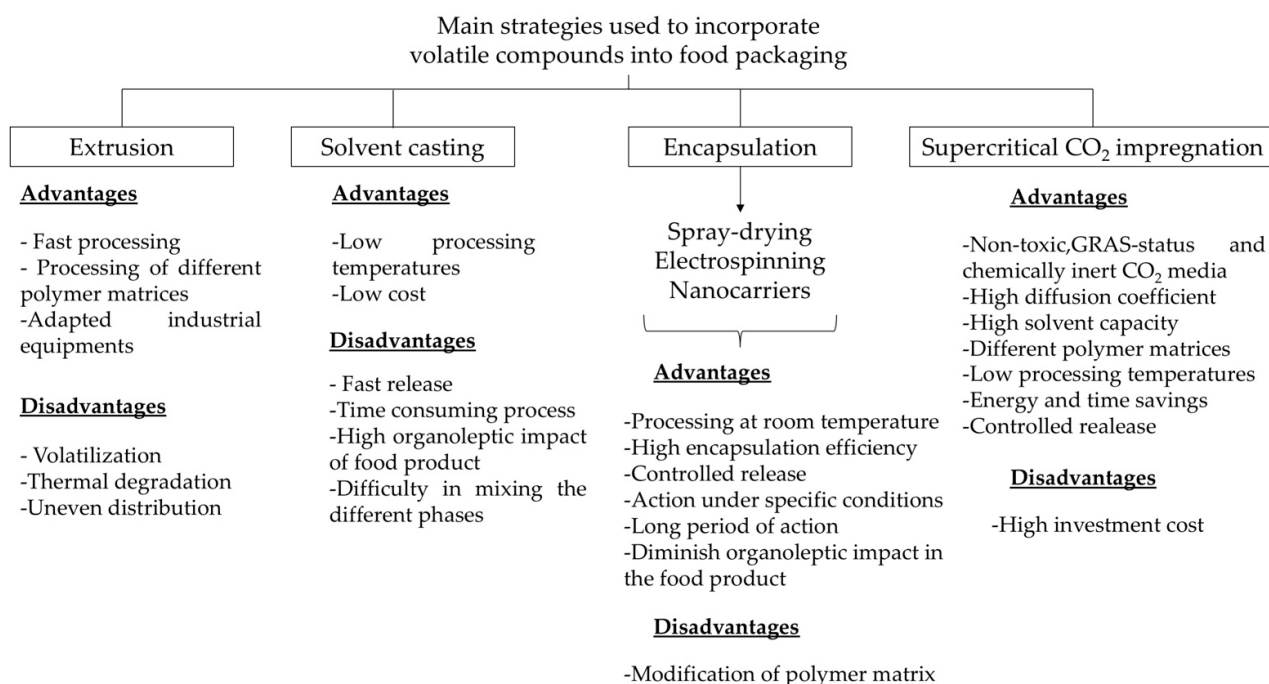 Main strategies used to incorporate
volatile compounds into food packaging
Extrusion
Advantages
- Fast processing
- Processing of different
polymer matrices
-Adapted industrial
equipments
Disadvantages
- Volatilization
-Thermal degradation
-Uneven distribution
Solvent casting
Advantages
-Low processing
temperatures
-Low cost
Disadvantages
- Fast release
-Time consuming process
-High organoleptic impact
of food product
-Difficulty in mixing the
different phases
Encapsulation
Spray-drying
Electrospinning
Nanocarriers
Advantages
-Processing at room temperature
-High encapsulation efficiency
-Controlled release
-Action under specific conditions
-Long period of action
-Diminish organoleptic impact in
the food product
Disadvantages
-Modification of polymer matrix
Supercritical CO₂ impregnation
Advantages
-Non-toxic,GRAS-status and
chemically inert CO₂ media
-High diffusion coefficient
-High solvent capacity
-Different polymer matrices
-Low processing temperatures
-Energy and time savings
-Controlled realease
Disadvantages
-High investment cost